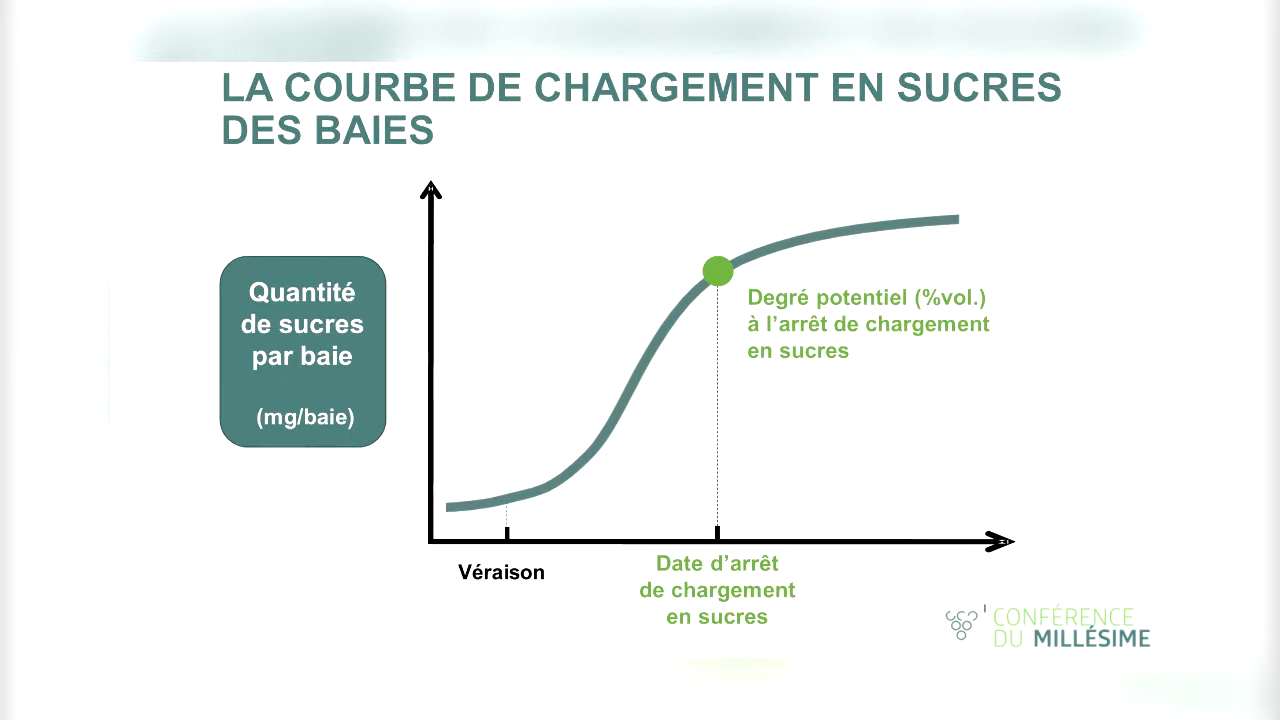 LA COURBE DE CHARGEMENT EN SUCRES
DES BAIES
Quantité
de sucres
par baie
(mg/baie)
Degré potentiel (%vol.)
à l’arrêt de chargement
en sucres
Véraison
Date d’arrêt
de chargement
en sucres
CONFÉRENCE
DU MILLÉSIME